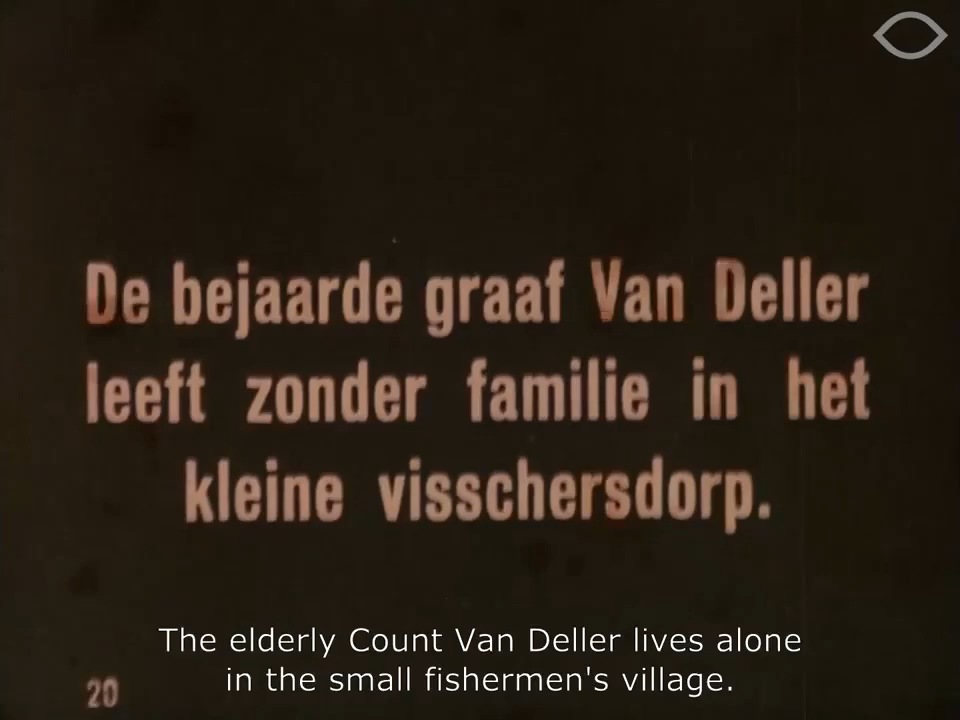 De bejaarde graaf Van Deller
leeft zonder familie in het
kleine visschersdorp.
The elderly Count Van Deller lives alone
in the small fishermen's village.
20